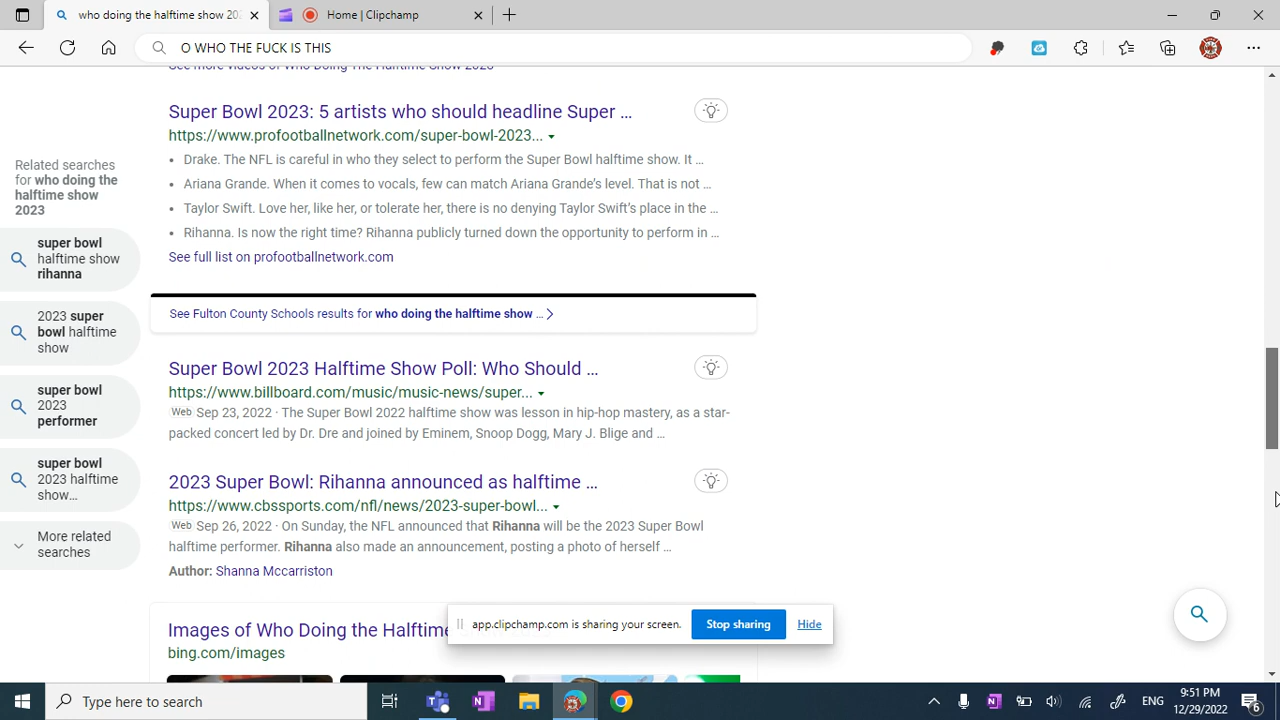 who doing the halftime show 202
Home | Clipchamp
O WHO THE FUCK IS THIS
See more videos of Who Doing The Halftime Show 2023
Super Bowl 2023: 5 artists who should headline Super ...
https://www.profootballnetwork.com/super-bowl-2023...
Drake. The NFL is careful in who they select to perform the Super Bowl halftime show. It ...
Ariana Grande. When it comes to vocals, few can match Ariana Grande's level. That is not ...
Taylor Swift. Love her, like her, or tolerate her, there is no denying Taylor Swift's place in the ...
Rihanna. Is now the right time? Rihanna publicly turned down the opportunity to perform in ...
See full list on profootballnetwork.com
Related searches
for who doing the
halftime show
2023
super bowl
halftime show
rihanna
2023 super
bowl halftime
show
super bowl
2023
performer
super bowl
2023 halftime
show...
More related
searches
See Fulton County Schools results for who doing the halftime show ...
Super Bowl 2023 Halftime Show Poll: Who Should ...
https://www.billboard.com/music/music-news/super...
Web Sep 23, 2022 · The Super Bowl 2022 halftime show was lesson in hip-hop mastery, as a star-
packed concert led by Dr. Dre and joined by Eminem, Snoop Dogg, Mary J. Blige and ...
2023 Super Bowl: Rihanna announced as halftime ...
https://www.cbssports.com/nfl/news/2023-super-bowl...
Web Sep 26, 2022 · On Sunday, the NFL announced that Rihanna will be the 2023 Super Bowl
halftime performer. Rihanna also made an announcement, posting a photo of herself ...
Author: Shanna Mccarriston
Images of Who Doing the Halftime
bing.com/images
app.clipchamp.com is sharing your screen.
Stop sharing
Hide
Type here to search
ENG
9:51 PM
12/29/2022
6